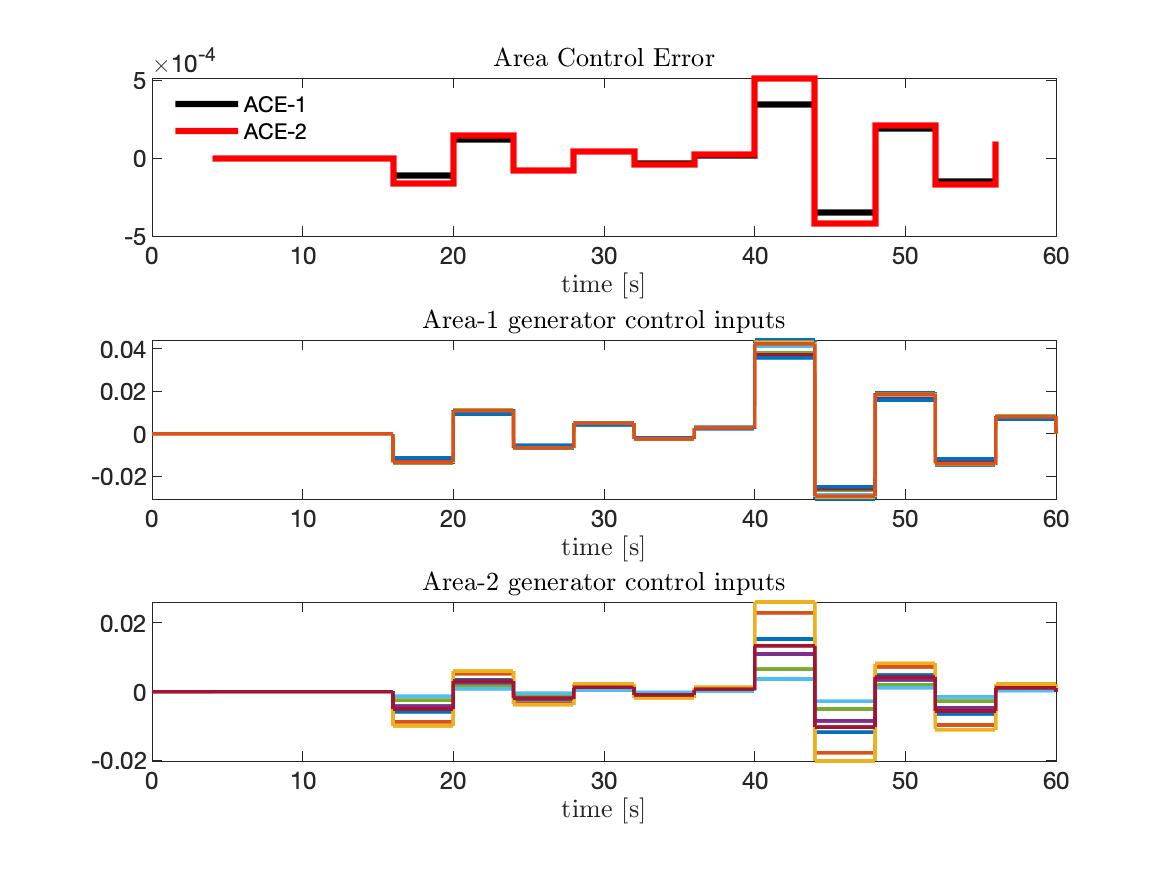 Area Control Error
×10-4
5
0
-5
ACE-1
ACE-2
0 10 20 30 40 50 60
time [s]
Area-1 generator control inputs
0.04
0.02
0
-0.02
0 10 20 30 40 50 60
time [s]
Area-2 generator control inputs
0.02
0
-0.02
0 10 20 30 40 50 60
time [s]